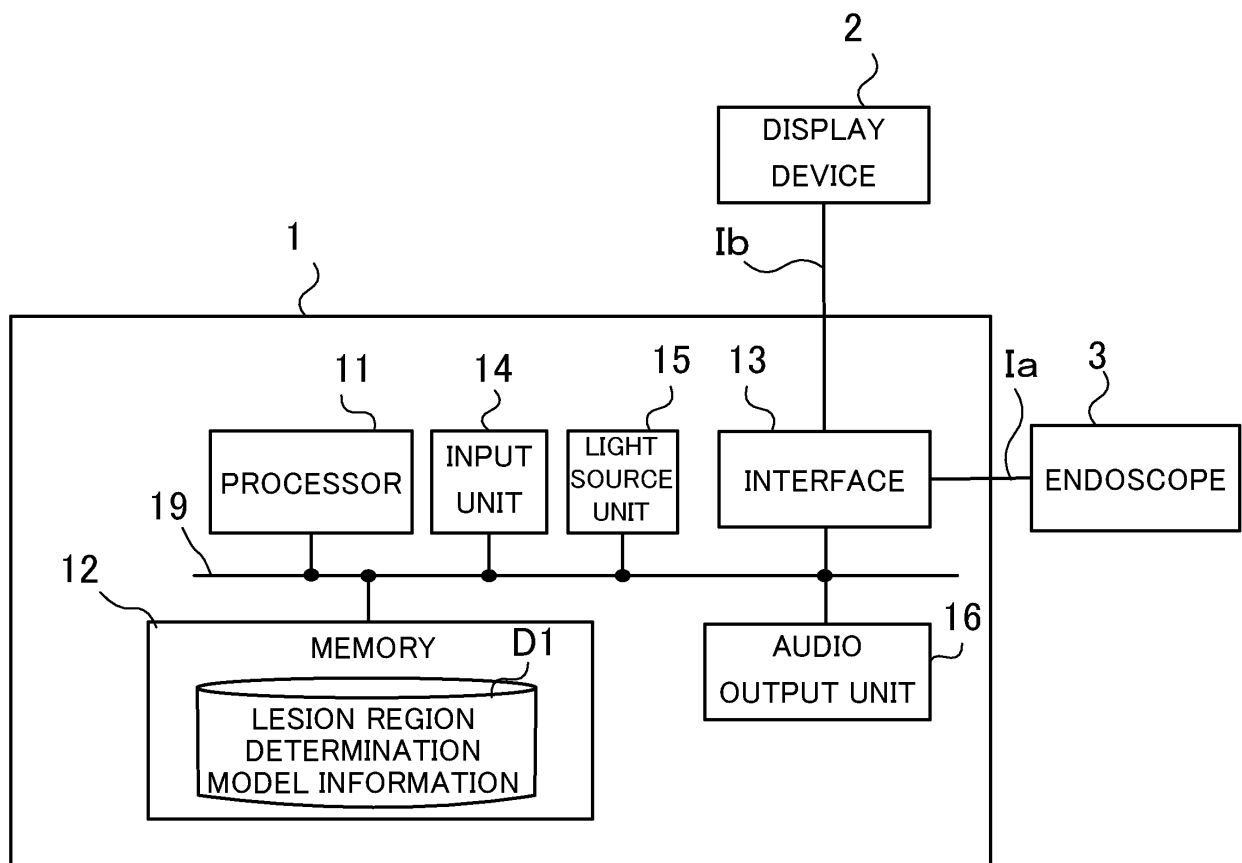 2
DISPLAY
DEVICE
Ib
1
11
14
15
13
Ia
3
PROCESSOR
INPUT
UNIT
LIGHT
SOURCE
UNIT
INTERFACE
ENDOSCOPE
19
12
MEMORY
D1
LESION REGION
DETERMINATION
MODEL INFORMATION
AUDIO
OUTPUT UNIT
16